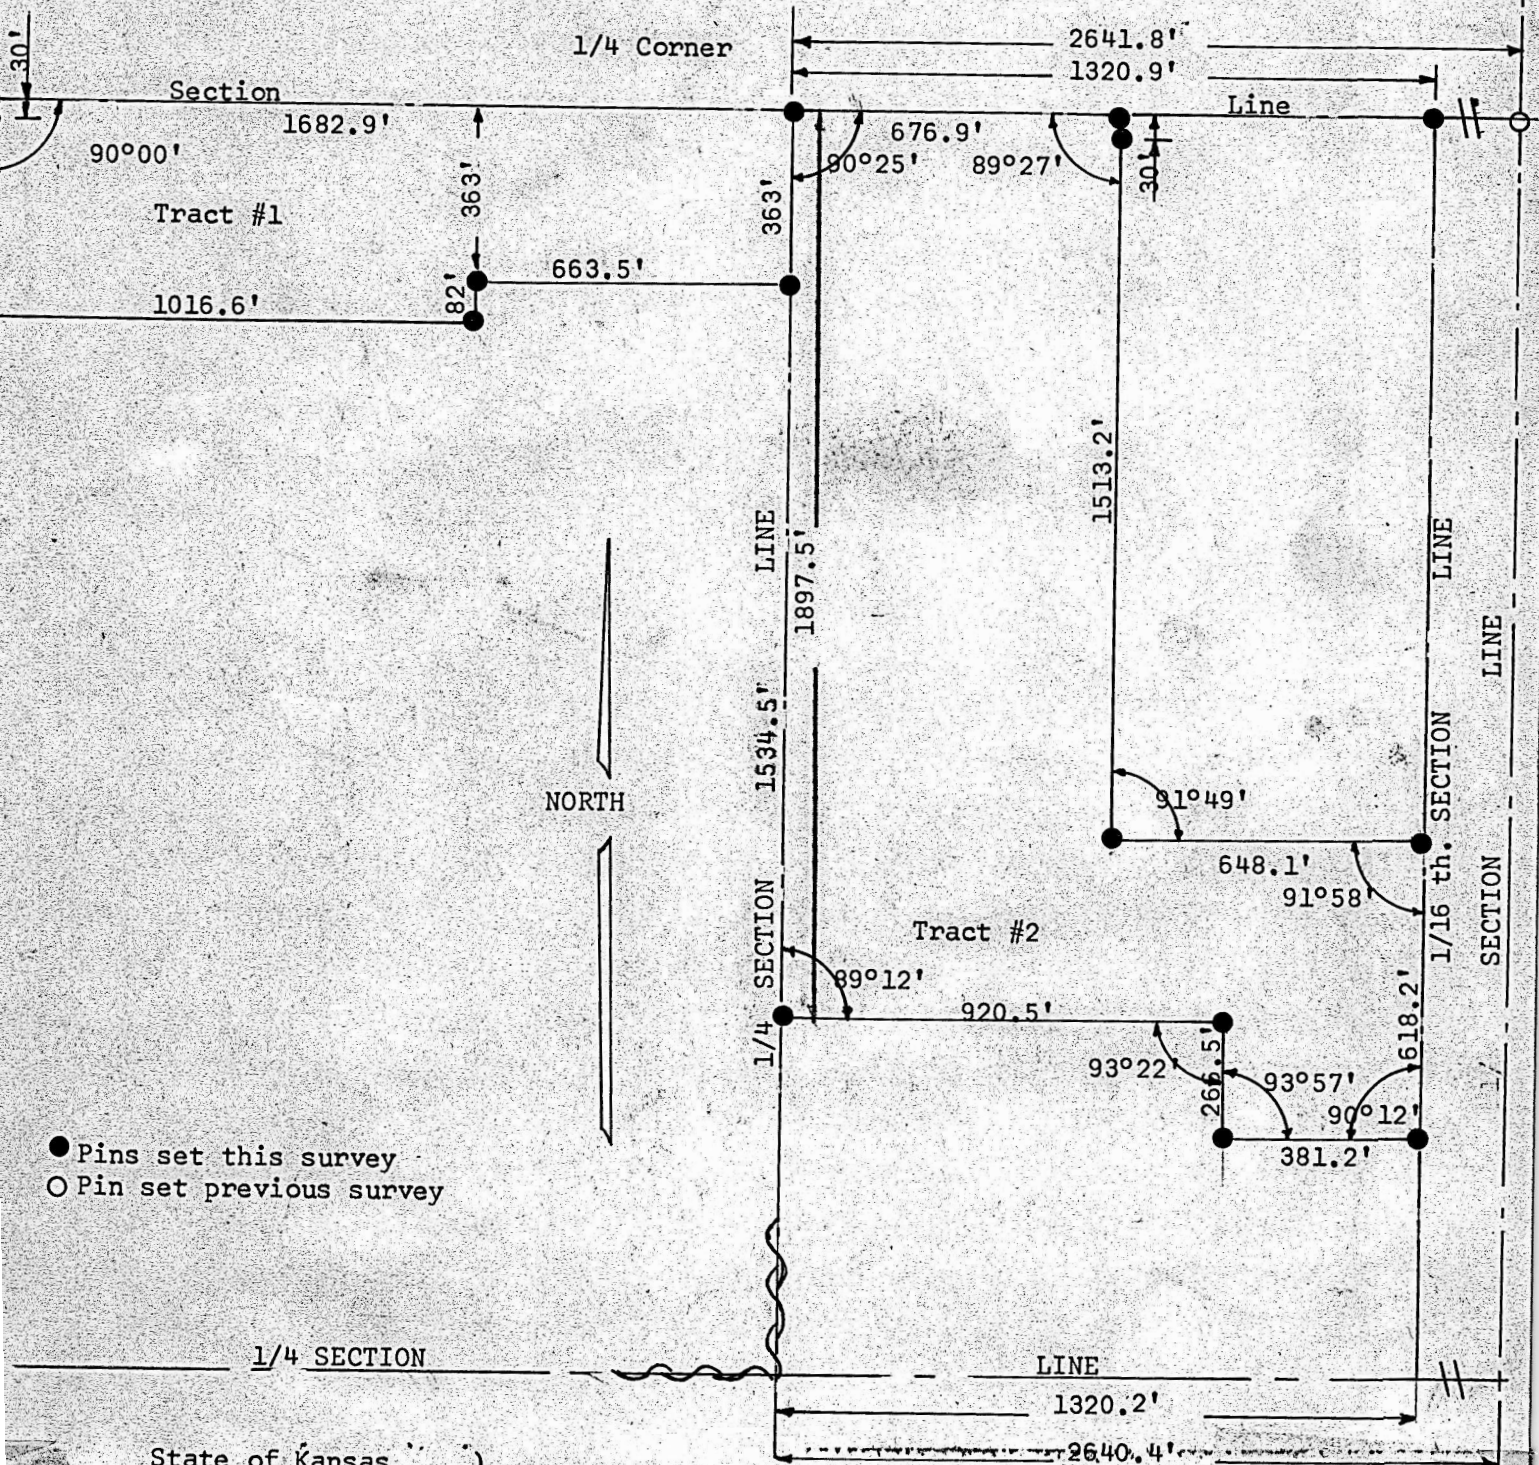 30'
1/4 Corner
2641.8'
1320.9'
Section
1682.9'
Line
676.9'
90°00'
90°25'
89°27'
30'
363'
363'
Tract #1
663.5'
82'
1016.6'
1513.2'
LINE
1897.5'
LINE
LINE
1534.5'
NORTH
91°49'
648.1'
91°58'
1/16 th. SECTION
SECTION
Tract #2
1/4 SECTION
89°12'
920.5'
618.2'
93°22'
93°57'
90°12'
381.2'
Pins set this survey
Pin set previous survey
1/4 SECTION
LINE
1320.2'
State of Kansas )
2640.4'